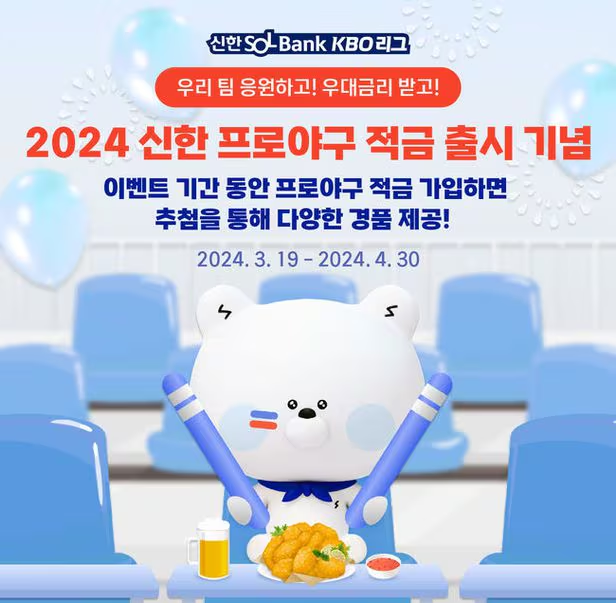 신한 SOL Bank KBO 리그
우리 팀 응원하고! 우대금리 받고!
2024 신한 프로야구 적금 출시 기념
이벤트 기간 동안 프로야구 적금 가입하면
추첨을 통해 다양한 경품 제공!
2024. 3. 19 - 2024. 4. 30